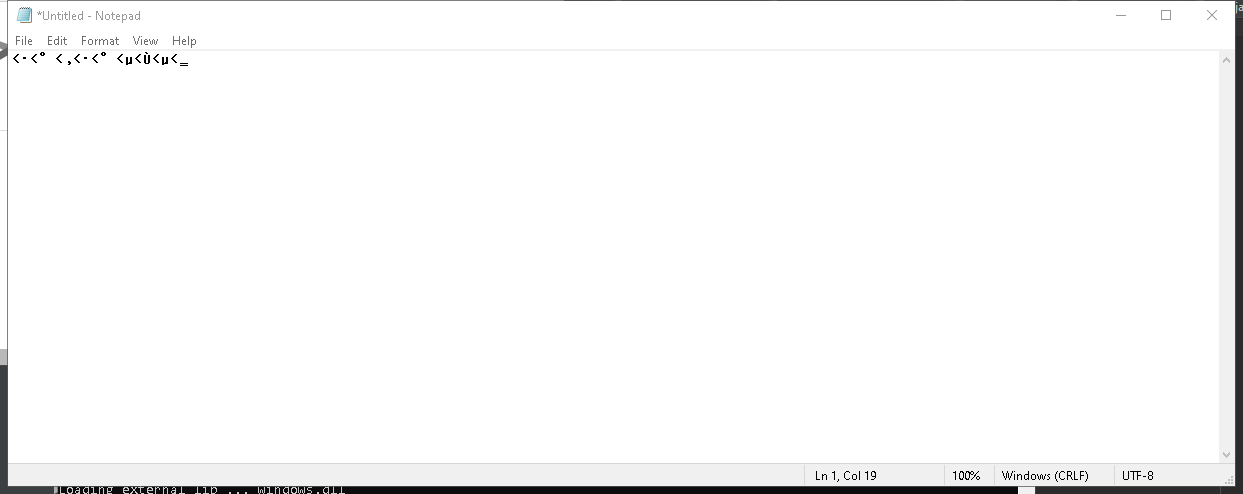 *Untitled - Notepad
File Edit Format View Help
<·<° <,<·<° <µ<Ù<µ<_
Ln 1, Col 19 100% Windows (CRLF) UTF-8
Loading external lib ... windows.dll